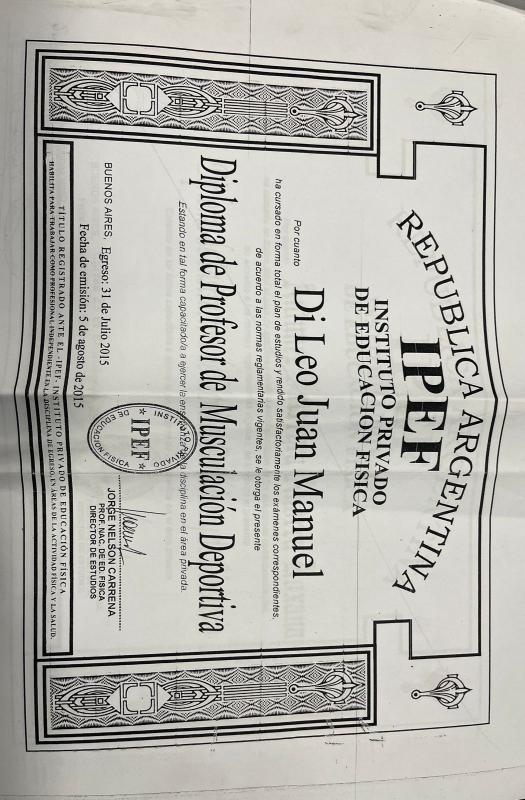 REPUBLICA ARGENTINA
IPEF
INSTITUTO PRIVADO
DE EDUCACION FISICA
Por cuanto
Di Leo Juan Manuel
ha cursado en forma total el plan de estudios y rendido satisfactoriamente los exámenes correspondientes,
de acuerdo a las normas reglamentarias vigentes, se le otorga el presente
Diploma de Profesor de Musculación Deportiva
Estando en tal forma capacitado/a a ejercer la disciplina en el área privada.
BUENOS AIRES, Egreso: 31 de Julio 2015
Fecha de emisión: 5 de agosto de 2015
INSTITUTO PRIVADO
IPEF
DE EDUCACIÓN FISICA
JORGE NELSON CARRENA
PROF. NAC. DE ED. FISICA
DIRECTOR DE ESTUDIOS
TÍTULO REGISTRADO ANTE EL -IPEF- INSTITUTO PRIVADO DE EDUCACIÓN FÍSICA
HABILITA PARA TRABAJAR COMO PROFESIONAL INDEPENDIENTE EN LA DISCIPLINA DE EGRESO, EN ÁREAS DE LA ACTIVIDAD FÍSICA Y LA SALUD.